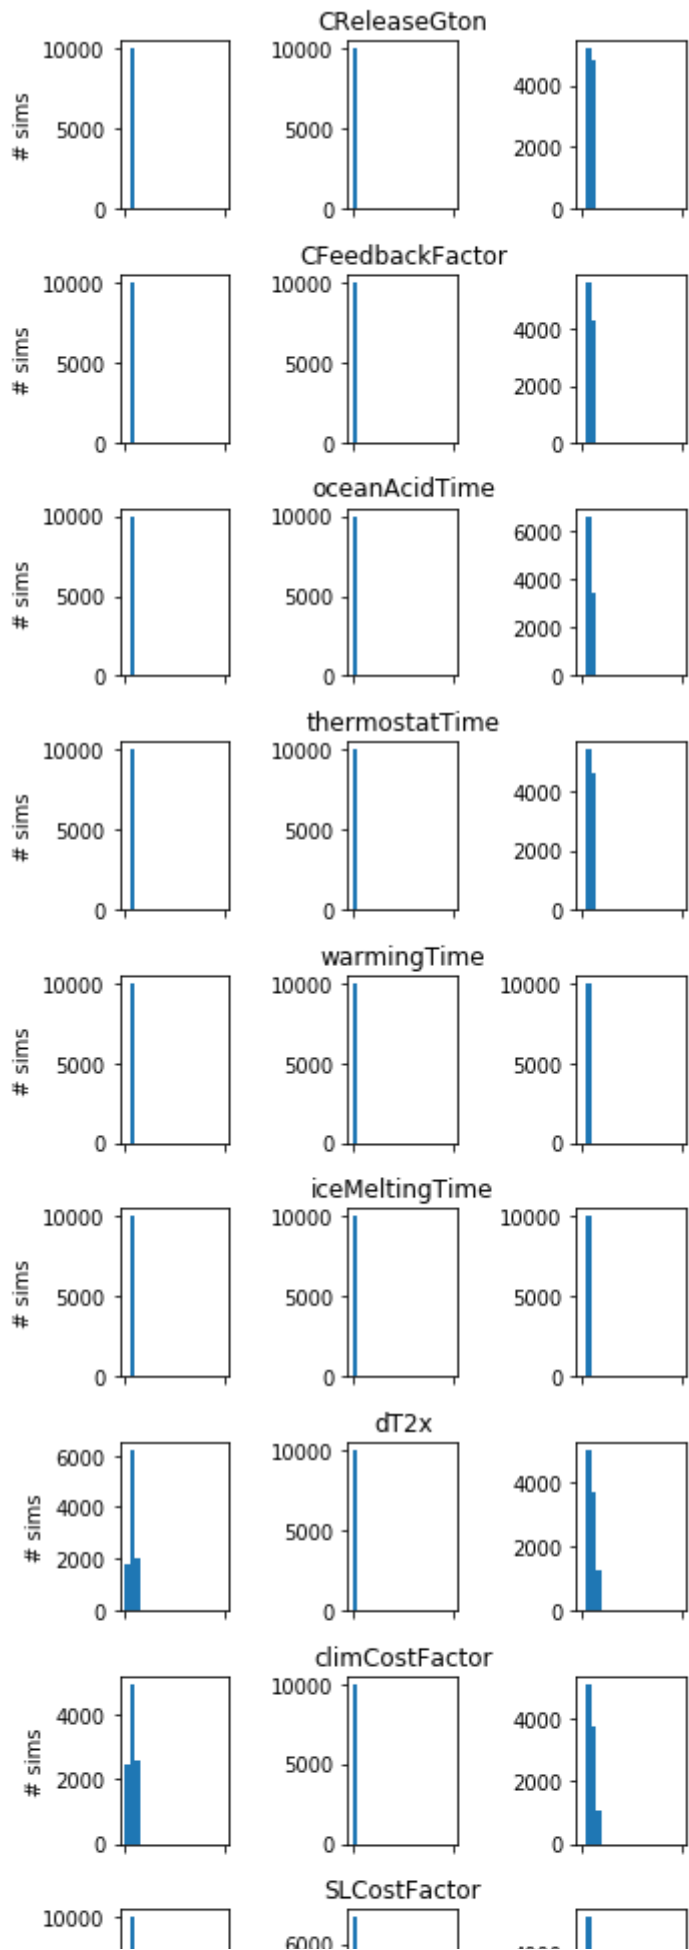 CReleaseGton
10000 10000
4000
5000 5000
2000
0 0 0
# sims
CFeedbackFactor
10000 10000
4000
5000 5000
2000
0 0 0
# sims
oceanAcidTime
10000 10000
6000
4000
5000 5000
2000
0 0 0
# sims
thermostatTime
10000 10000
4000
5000 5000
2000
0 0 0
# sims
warmingTime
10000 10000 10000
5000 5000 5000
0 0 0
# sims
iceMeltingTime
10000 10000 10000
5000 5000 5000
0 0 0
# sims
dT2x
6000 10000
4000
4000
5000
2000 2000
0 0 0
# sims
climCostFactor
10000
4000 4000
5000
2000 2000
0 0 0
# sims
SLCostFactor
10000
6000
4000